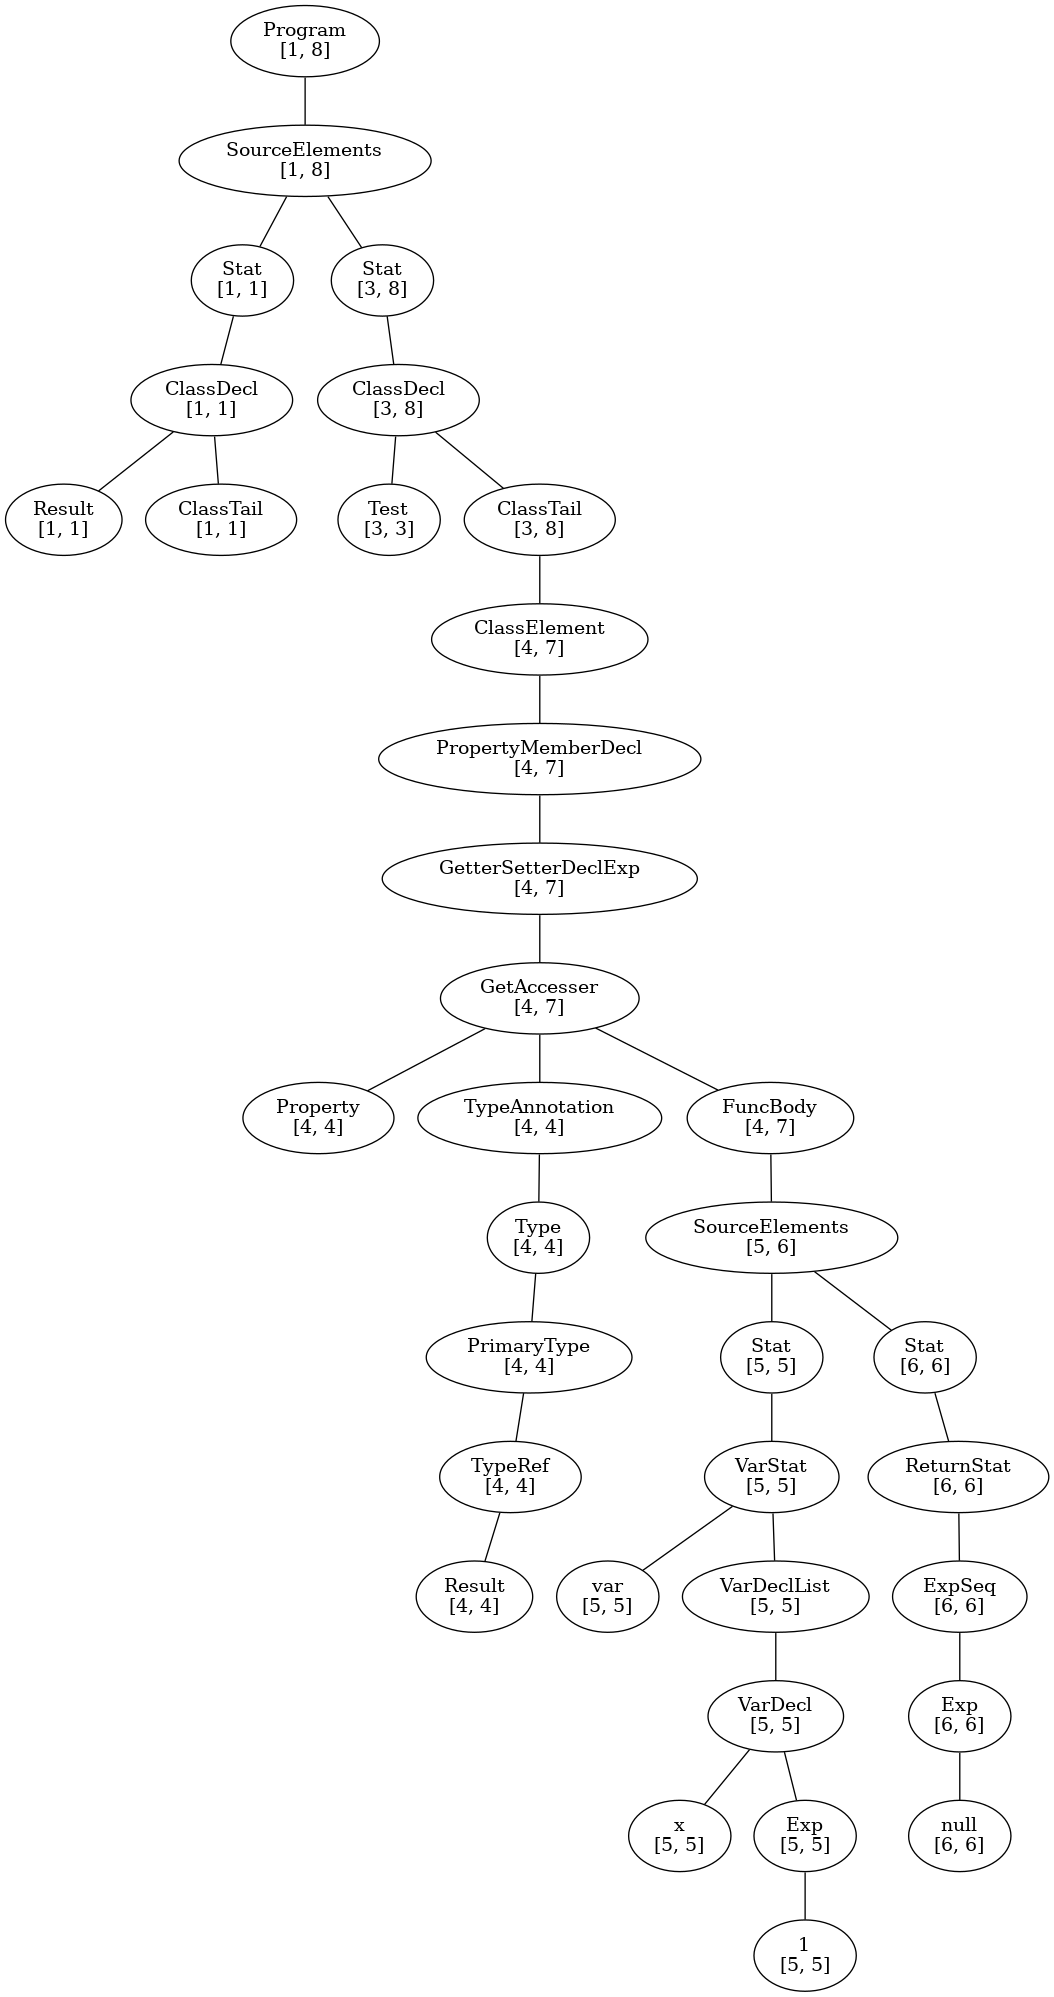 Program
[1, 8]
SourceElements
[1, 8]
Stat
[1, 1]
Stat
[3, 8]
ClassDecl
[1, 1]
ClassDecl
[3, 8]
Result
[1, 1]
ClassTail
[1, 1]
Test
[3, 3]
ClassTail
[3, 8]
ClassElement
[4, 7]
PropertyMemberDecl
[4, 7]
GetterSetterDeclExp
[4, 7]
GetAccesser
[4, 7]
Property
[4, 4]
TypeAnnotation
[4, 4]
FuncBody
[4, 7]
Type
[4, 4]
SourceElements
[5, 6]
PrimaryType
[4, 4]
Stat
[5, 5]
Stat
[6, 6]
TypeRef
[4, 4]
VarStat
[5, 5]
ReturnStat
[6, 6]
Result
[4, 4]
var
[5, 5]
VarDeclList
[5, 5]
ExpSeq
[6, 6]
VarDecl
[5, 5]
Exp
[6, 6]
x
[5, 5]
Exp
[5, 5]
null
[6, 6]
1
[5, 5]